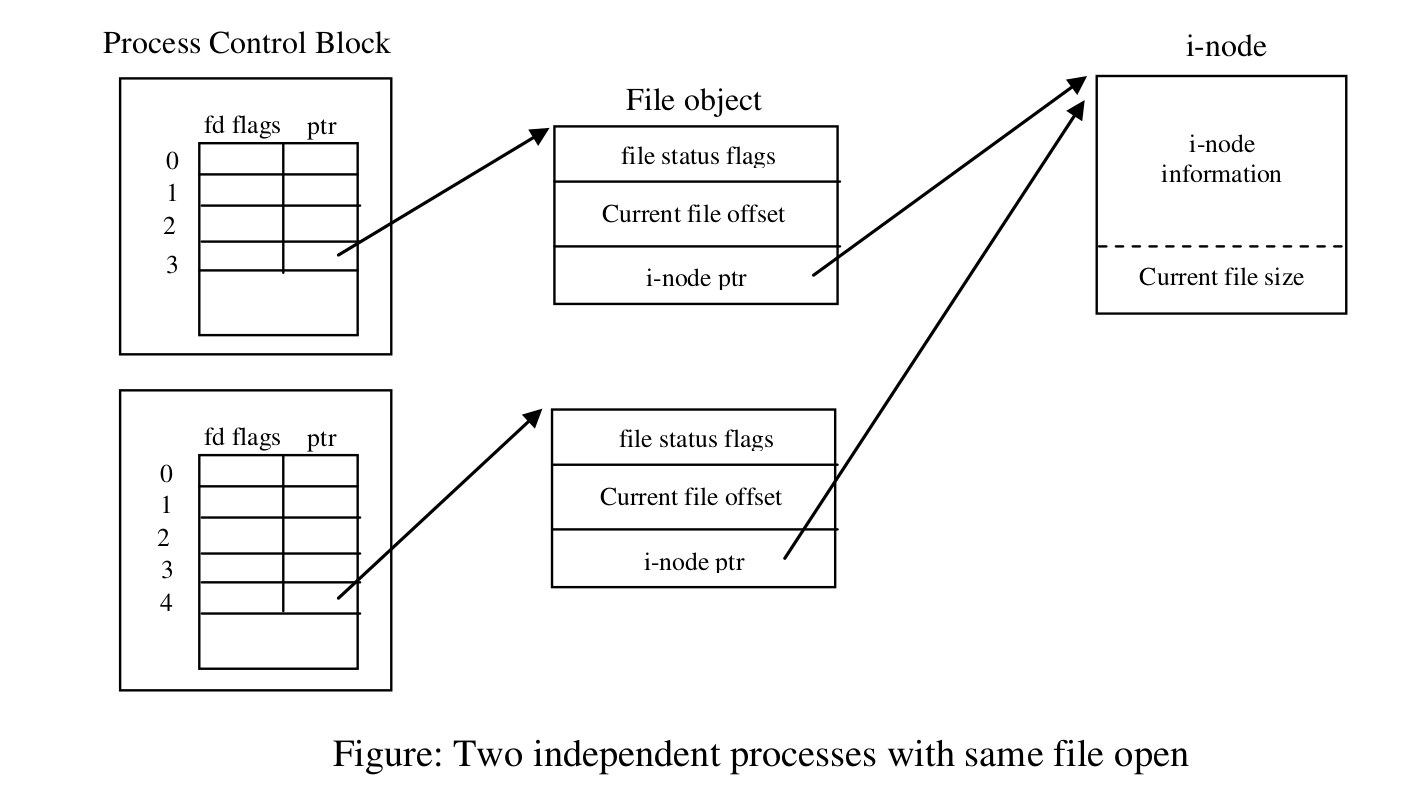 Process Control Block
fd flags ptr
0
1
2
3
File object
file status flags
Current file offset
i-node ptr
i-node
i-node
information
Current file size
fd flags ptr
0
1
2
3
4
file status flags
Current file offset
i-node ptr
Figure: Two independent processes with same file open